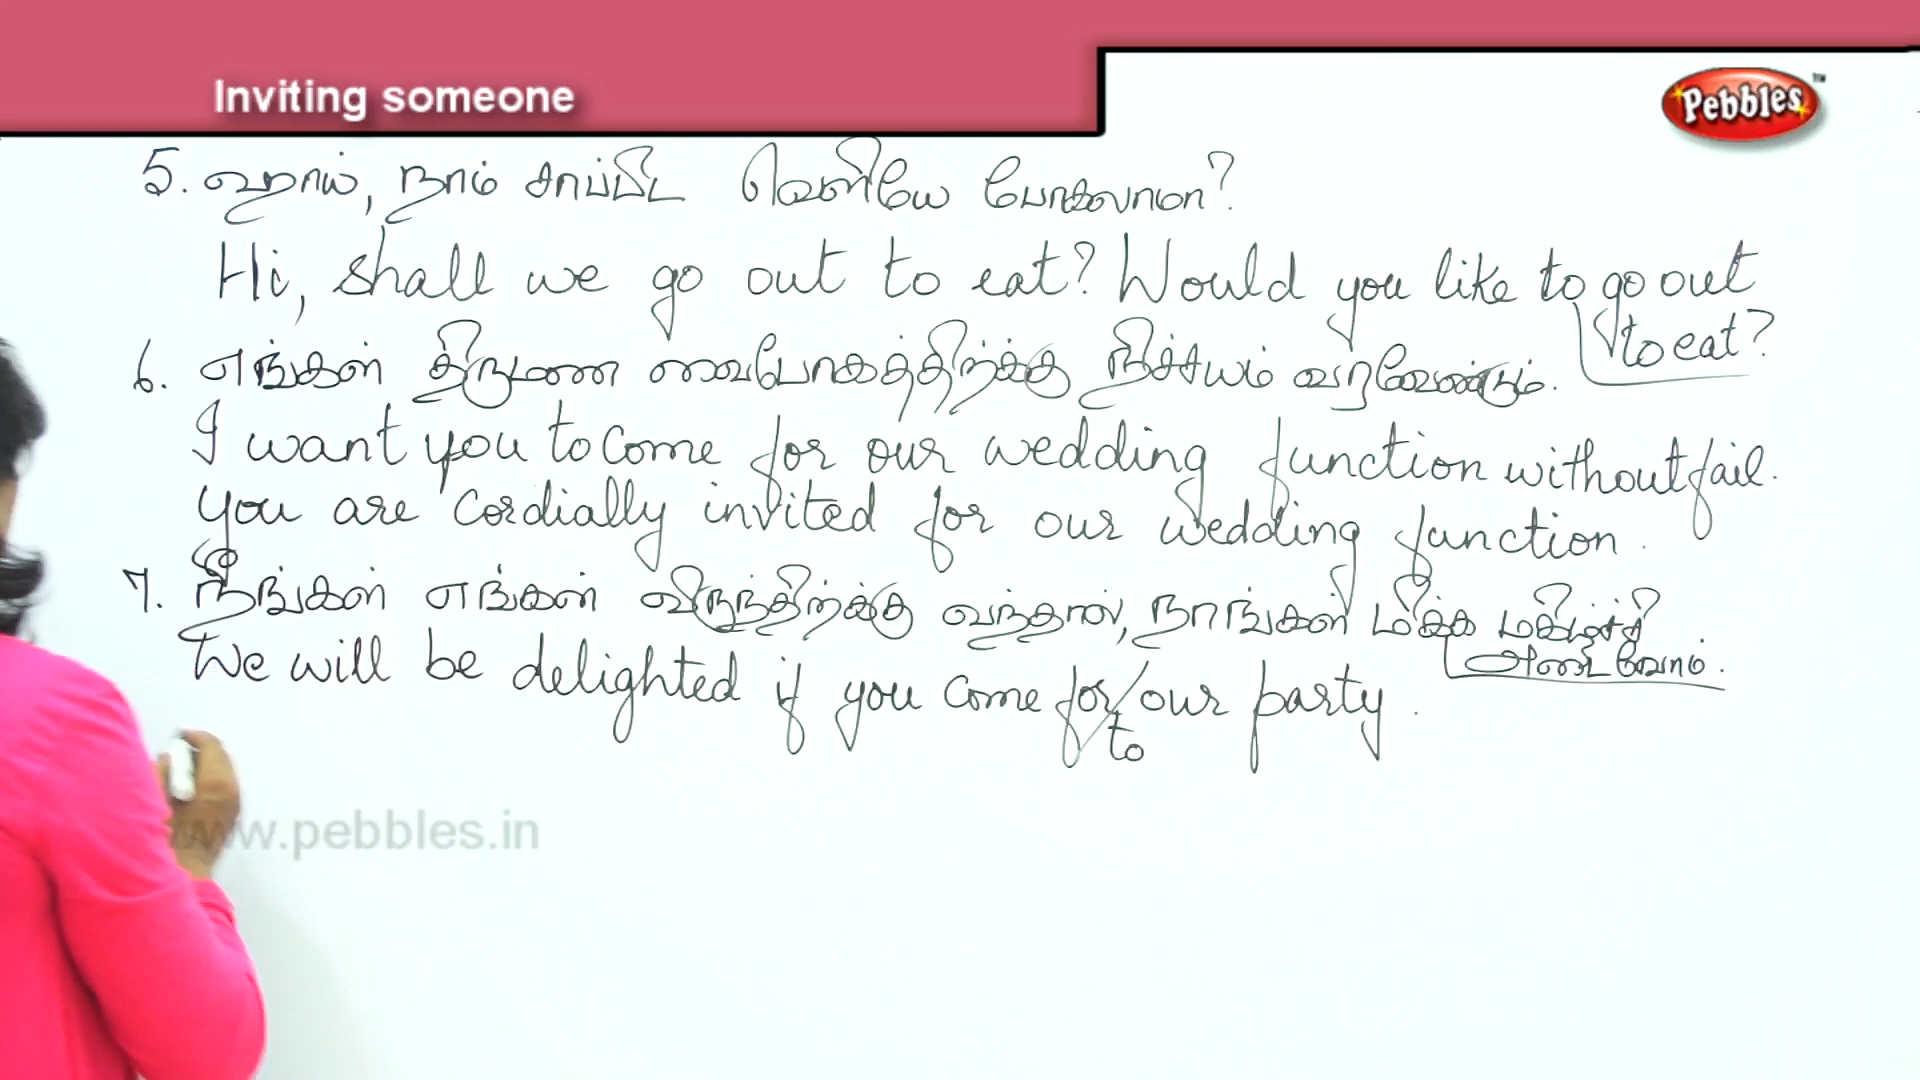 Inviting someone
Pebbles
5. ஹாய், நாம் சாப்பிட வெளியே போகலாமா?
Hi, shall we go out to eat? Would you like to go out
to eat?
6. எங்கள் திருமண வைபோகத்திற்க்கு நிச்சயம் வரவேண்டும்.
I want you to come for our wedding function without fail.
You are cordially invited for our wedding function.
7. நீங்கள் எங்கள் விருந்திற்க்கு வந்தால், நாங்கள் மிக்க மகிழ்ச்சி
அடைவோம்.
We will be delighted if you come for/our party.
to
www.pebbles.in